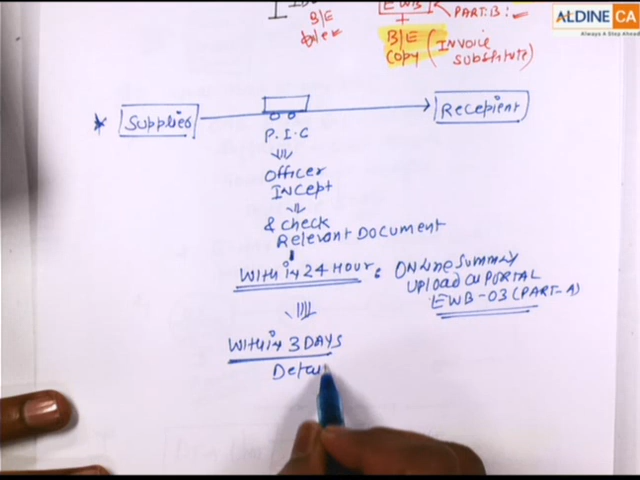 B/E
EWB
PART.B:
+
B/E
copy (Invoice
substitute)
ALDINE CA
Always A Step Ahead
* Supplier
Recepient
P.I.C
Officer
INCept
& check
Relevant Document
Within 24 Hour : Online Summary
Upload on PORTAL
EWB-03 (PART-A)
Within 3 DAYS
Detai